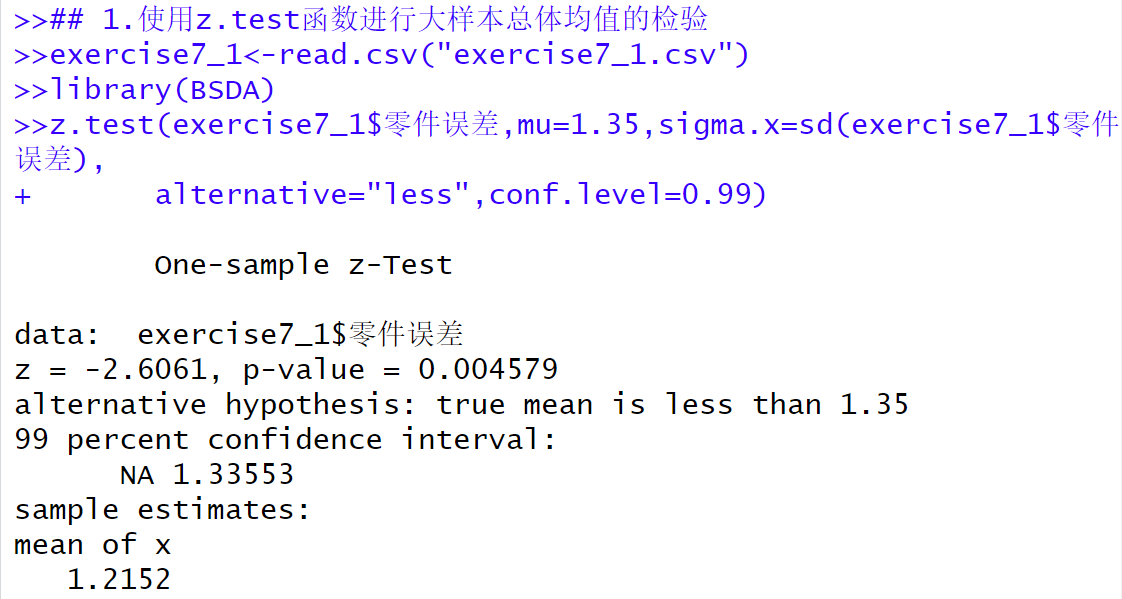 >>## 1.使用z.test函数进行大样本总体均值的检验
>>exercise7_1<-read.csv("exercise7_1.csv")
>>library(BSDA)
>>z.test(exercise7_1$零件误差,mu=1.35,sigma.x=sd(exercise7_1$零件
误差),
+       alternative="less",conf.level=0.99)
One-sample z-Test
data:  exercise7_1$零件误差
z = -2.6061, p-value = 0.004579
alternative hypothesis: true mean is less than 1.35
99 percent confidence interval:
NA 1.33553
sample estimates:
mean of x
1.2152